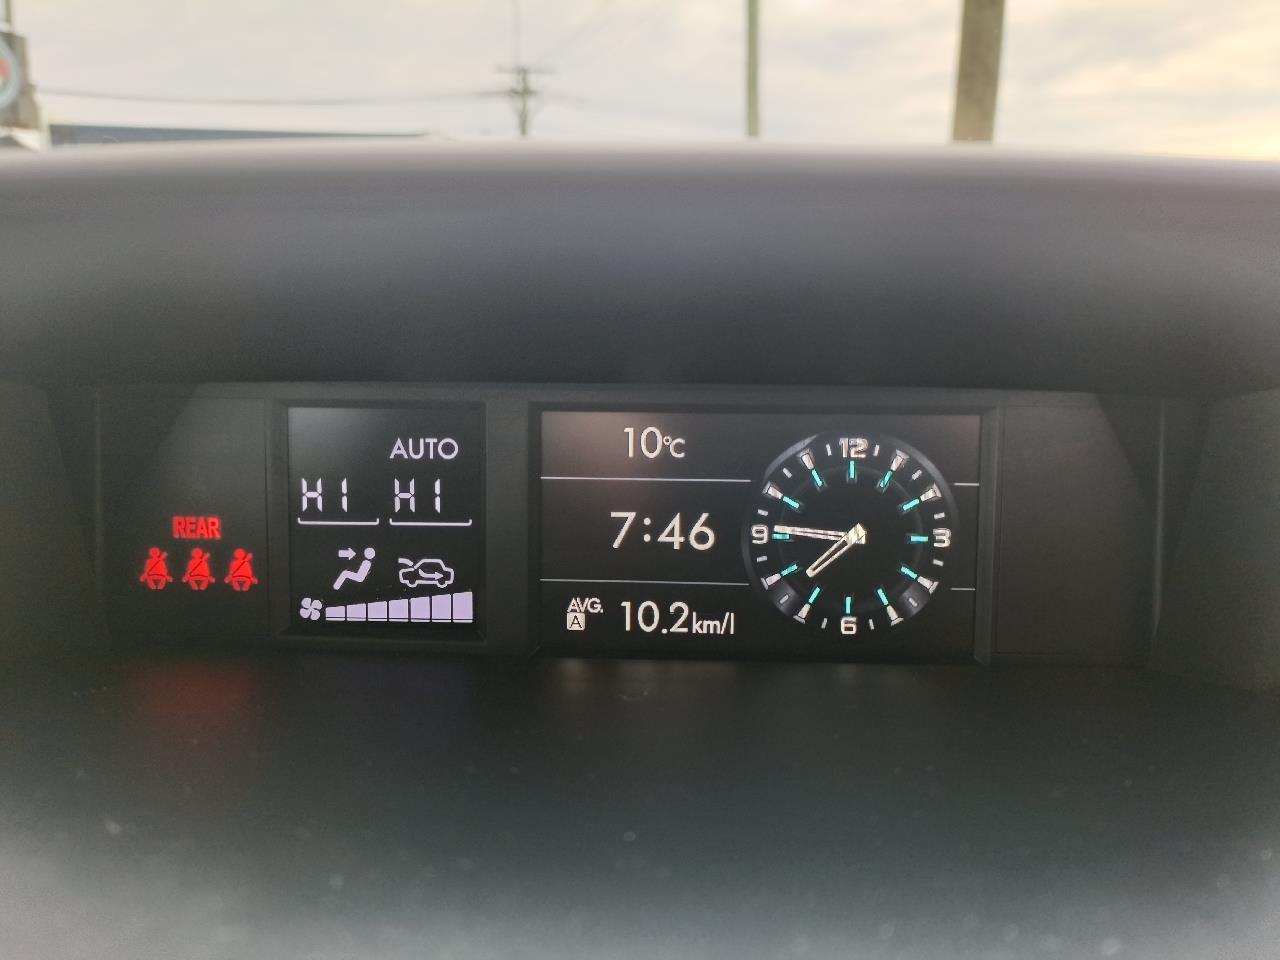 REAR
AUTO
HI HI
10°C
7:46
AVG.
A
10.2km/l
12
3
6
9